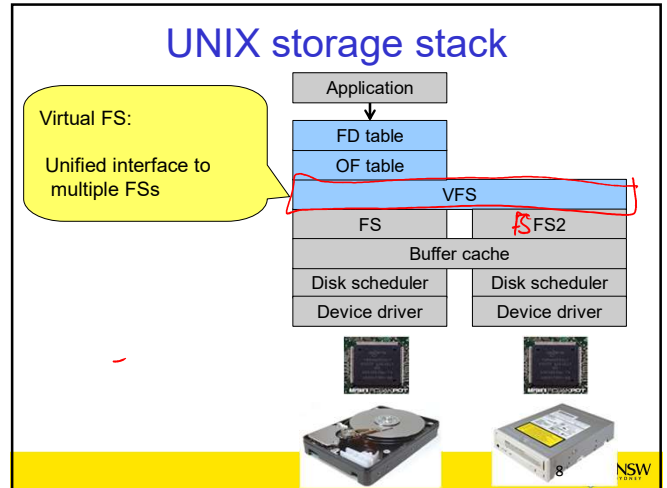 UNIX storage stack
Virtual FS:
Unified interface to
multiple FSs
Application
FD table
OF table
VFS
FS
FS FS2
Buffer cache
Disk scheduler
Disk scheduler
Device driver
Device driver
8
NSW